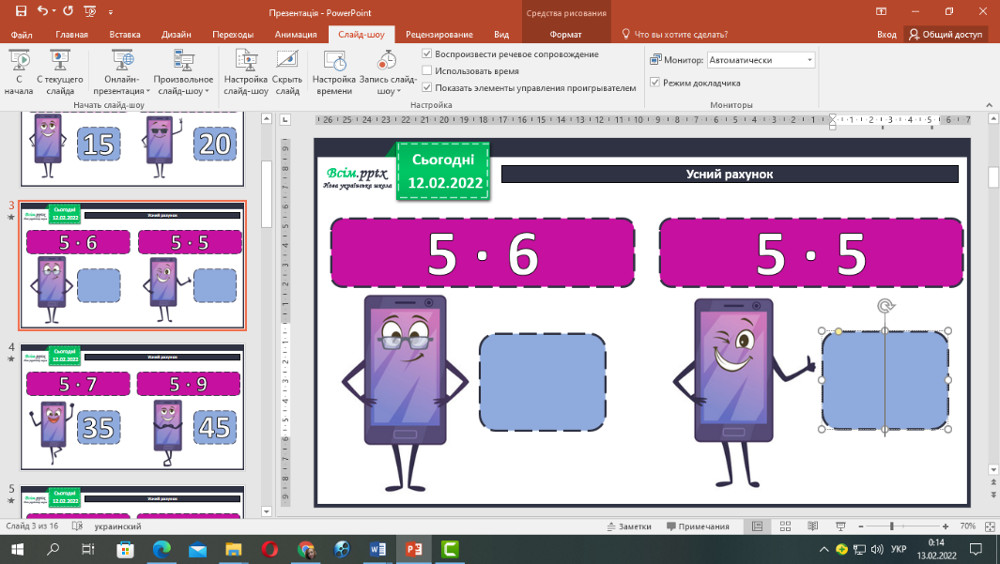 Презентація - PowerPoint
Средства рисования
Файл Главная Вставка Дизайн Переходы Анимация Слайд-шоу Рецензирование Вид Формат Что вы хотите сделать? Вход Общий доступ
С начала
С текущего слайда
Онлайн-презентация
Произвольное слайд-шоу
Начать слайд-шоу
Настройка слайд-шоу
Скрыть слайд
Настройка времени
Запись слайд-шоу
Воспроизвести речевое сопровождение
Использовать время
Показать элементы управления проигрывателем
Настройка
Монитор: Автоматически
Режим докладчика
Мониторы
15 20
3
Сьогодні
12.02.2022
Усний рахунок
5 · 6 5 · 5
4
Сьогодні
12.02.2022
Усний рахунок
5 · 7 5 · 9
35 45
5
Сьогодні
12.02.2022
Усний рахунок
Всім.pptx
Нова українська школа
Сьогодні
12.02.2022
Усний рахунок
5 · 6 5 · 5
Слайд 3 из 16 украинский Заметки Примечания 70%
УКР 0:14
13.02.2022